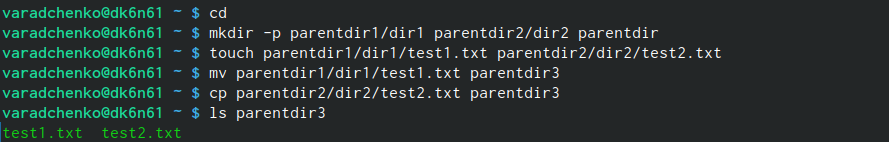 varadchenko@dk6n61 ~ $ cd
varadchenko@dk6n61 ~ $ mkdir -p parentdir1/dir1 parentdir2/dir2 parentdir
varadchenko@dk6n61 ~ $ touch parentdir1/dir1/test1.txt parentdir2/dir2/test2.txt
varadchenko@dk6n61 ~ $ mv parentdir1/dir1/test1.txt parentdir3
varadchenko@dk6n61 ~ $ cp parentdir2/dir2/test2.txt parentdir3
varadchenko@dk6n61 ~ $ ls parentdir3
test1.txt  test2.txt